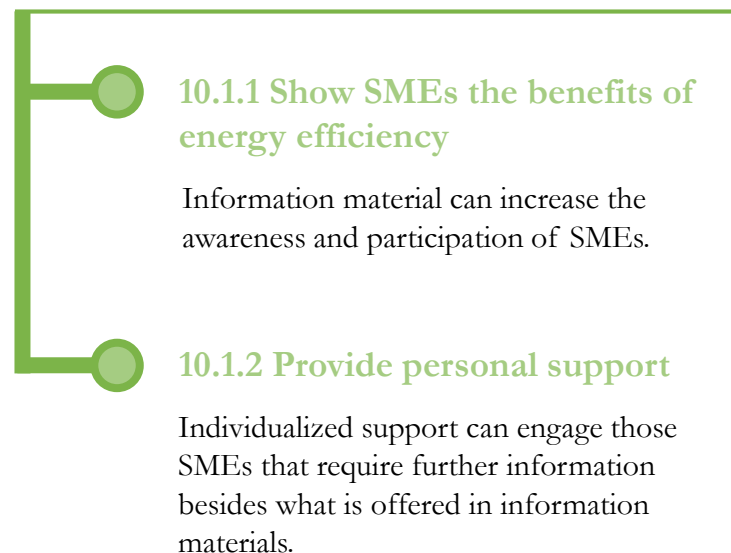 10.1.1 Show SMEs the benefits of
energy efficiency
Information material can increase the
awareness and participation of SMEs.
10.1.2 Provide personal support
Individualized support can engage those
SMEs that require further information
besides what is offered in information
materials.